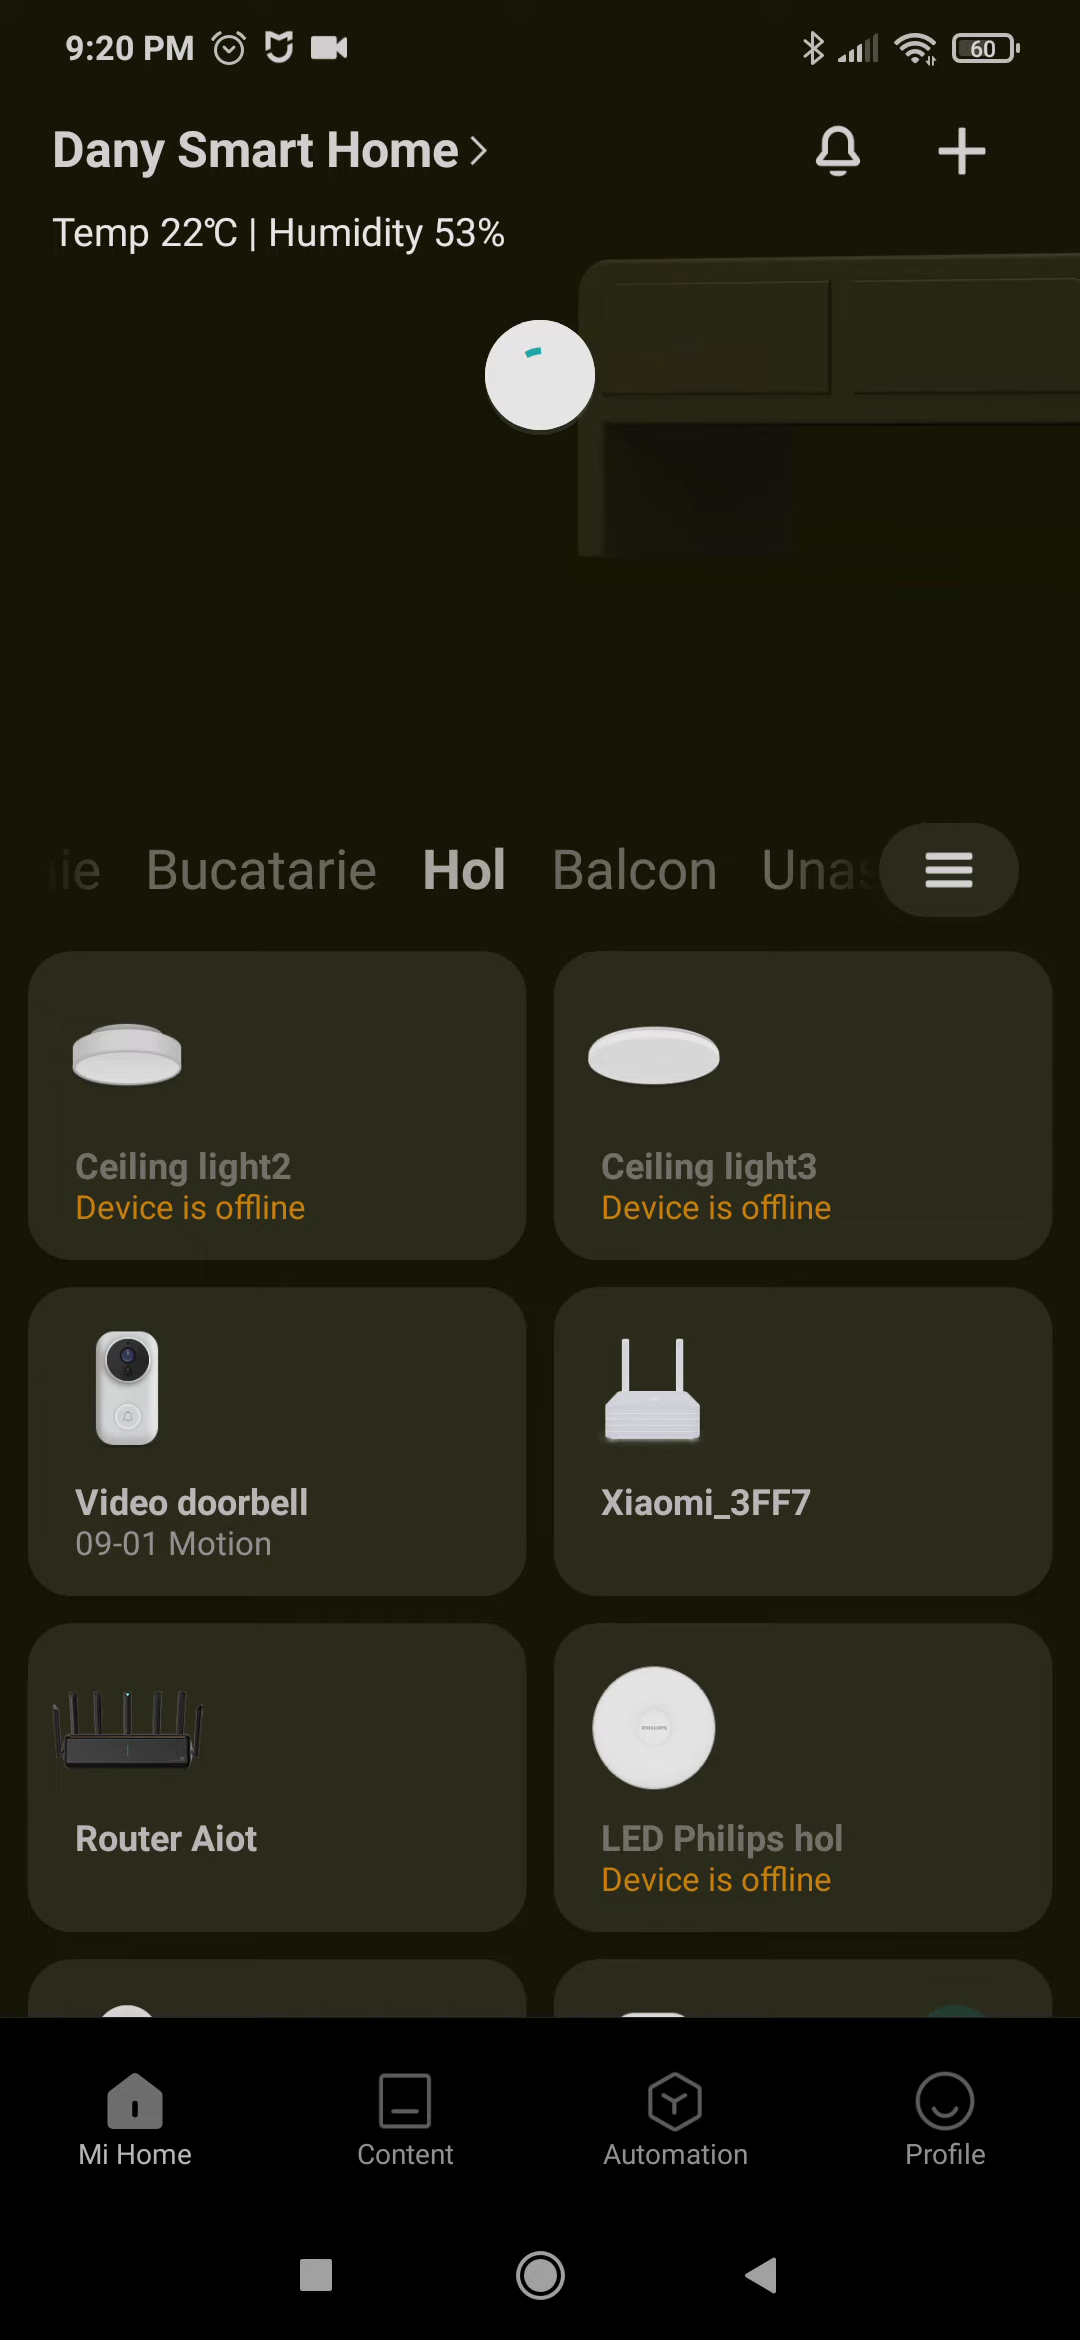 9:20 PM
60
Dany Smart Home
Temp 22℃ | Humidity 53%
Bucatarie
Hol
Balcon
Ceiling light2
Device is offline
Ceiling light3
Device is offline
Video doorbell
09-01 Motion
Xiaomi_3FF7
Router Aiot
LED Philips hol
Device is offline
PHILIPS
Mi Home
Content
Automation
Profile